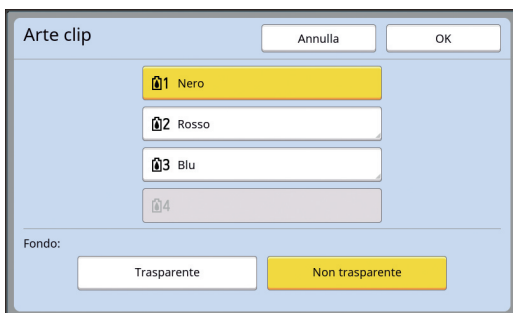 Arte clip
Annulla
OK
1 Nero
2 Rosso
3 Blu
4
Fondo:
Trasparente
Non trasparente